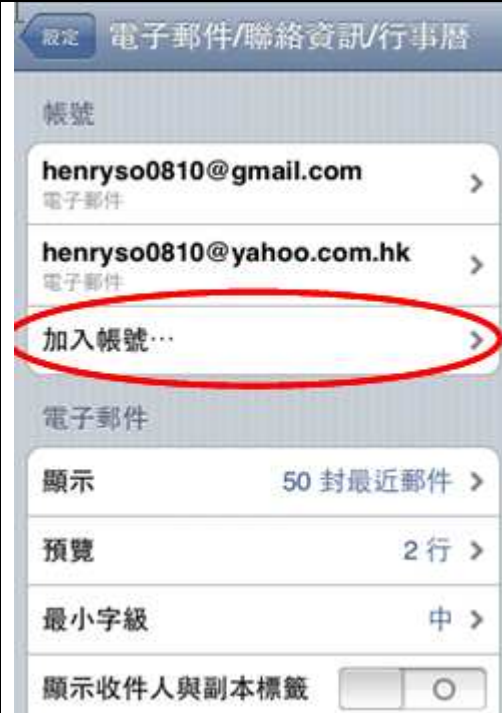 設定
電子郵件/聯絡資訊/行事曆
帳號
henryso0810@gmail.com
電子郵件
henryso0810@yahoo.com.hk
電子郵件
加入帳號…
電子郵件
顯示 50 封最近郵件
預覽 2 行
最小字級 中
顯示收件人與副本標籤